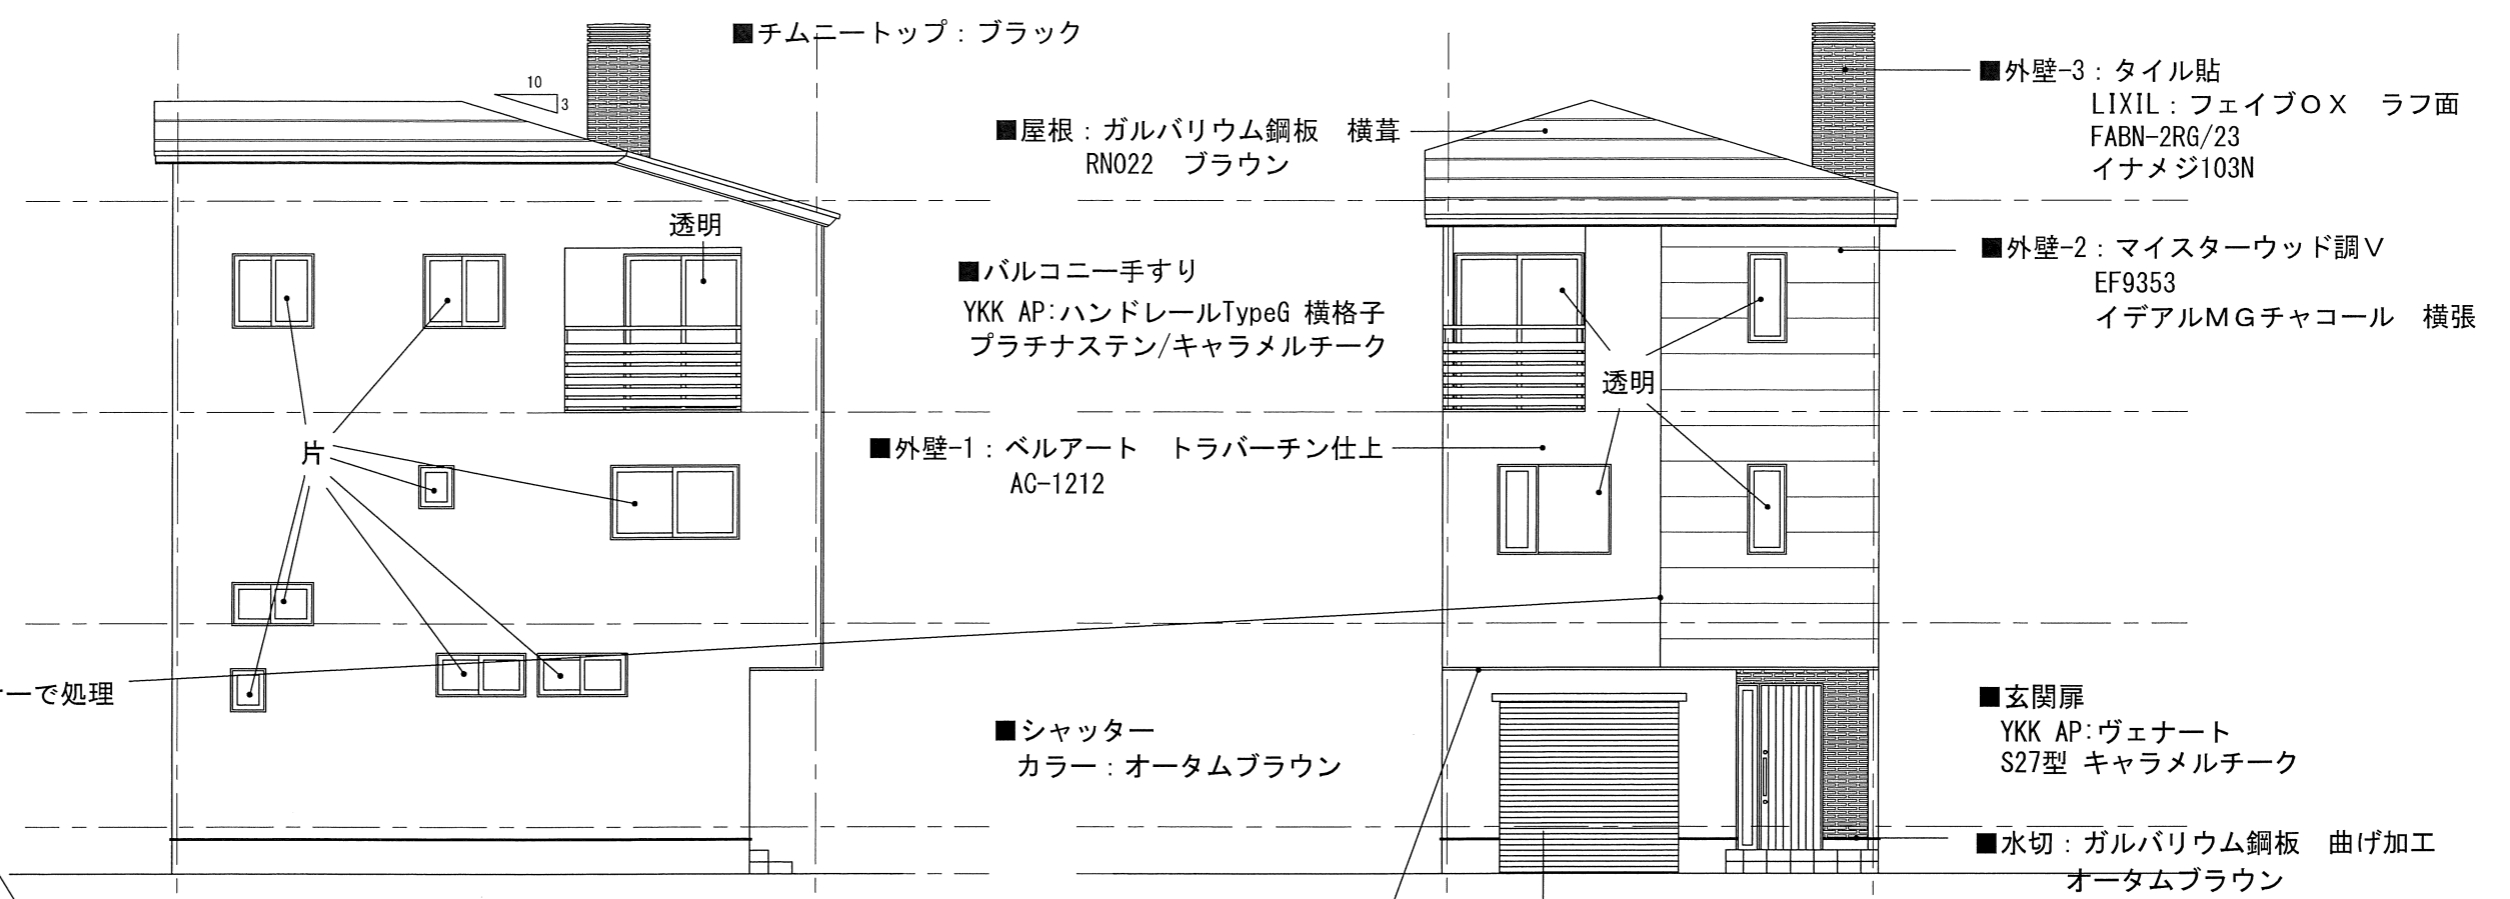 ■チムニートップ：ブラック
10
3
■屋根：ガルバリウム鋼板　横葺
RN022　ブラウン
■外壁-3：タイル貼
LIXIL：フェイブＯＸ　ラフ面
FABN-2RG/23
イナメジ103N
透明
■バルコニー手すり
YKK AP:ハンドレールTypeG 横格子
プラチナステン/キャラメルチーク
■外壁-2：マイスターウッド調Ｖ
EF9353
イデアルＭＧチャコール　横張
透明
片
■外壁-1：ベルアート　トラバーチン仕上
AC-1212
ーで処理
■シャッター
カラー：オータムブラウン
■玄関扉
YKK AP:ヴェナート
S27型 キャラメルチーク
■水切：ガルバリウム鋼板　曲げ加工
オータムブラウン